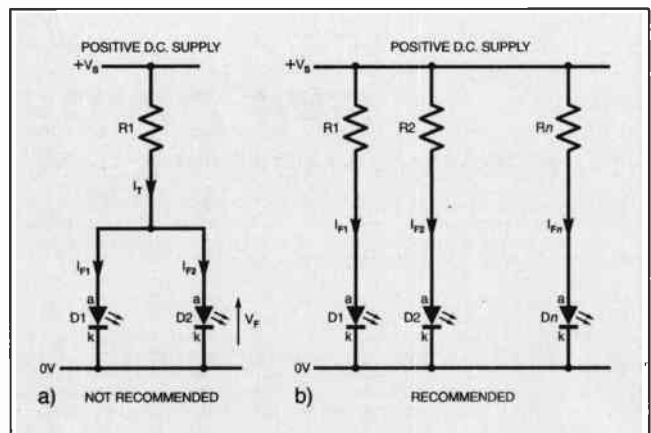 POSITIVE D.C. SUPPLY
+Vs
R1
IT
IF1
IF2
a
D1
k
a
D2
k
VF
0V
a)
NOT RECOMMENDED
POSITIVE D.C. SUPPLY
+Vs
R1
R2
Rn
IF1
IF2
IFn
a
D1
k
a
D2
k
a
Dn
k
0V
b)
RECOMMENDED